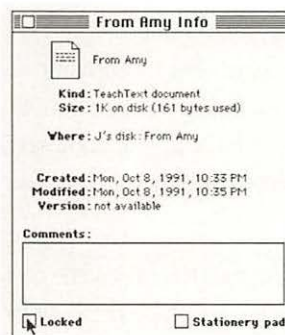 From Amy Info
From Amy
Kind: TeachText document
Size: 1K on disk (161 bytes used)
Where: J's disk: From Amy
Created: Mon, Oct 8, 1991, 10:33 PM
Modified: Mon, Oct 8, 1991, 10:35 PM
Version: not available
Comments:
Locked
Stationery pad